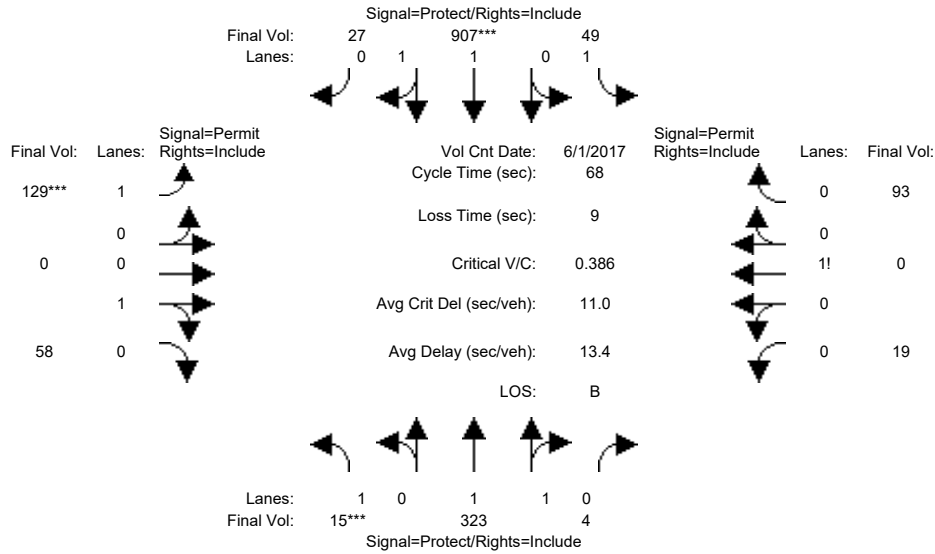 Signal=Protect/Rights=Include
Final Vol: 27 907*** 49
Lanes: 0 1 1 0 1
Signal=Permit Signal=Permit
Final Vol: Lanes: Rights=Include Vol Cnt Date: 6/1/2017 Rights=Include Lanes: Final Vol:
Cycle Time (sec): 68
129*** 1 0 93
Loss Time (sec): 9
0 0
0 0 Critical V/C: 0.386 1! 0
1 Avg Crit Del (sec/veh): 11.0 0
58 0 Avg Delay (sec/veh): 13.4 0 19
LOS: B
Lanes: 1 0 1 1 0
Final Vol: 15*** 323 4
Signal=Protect/Rights=Include